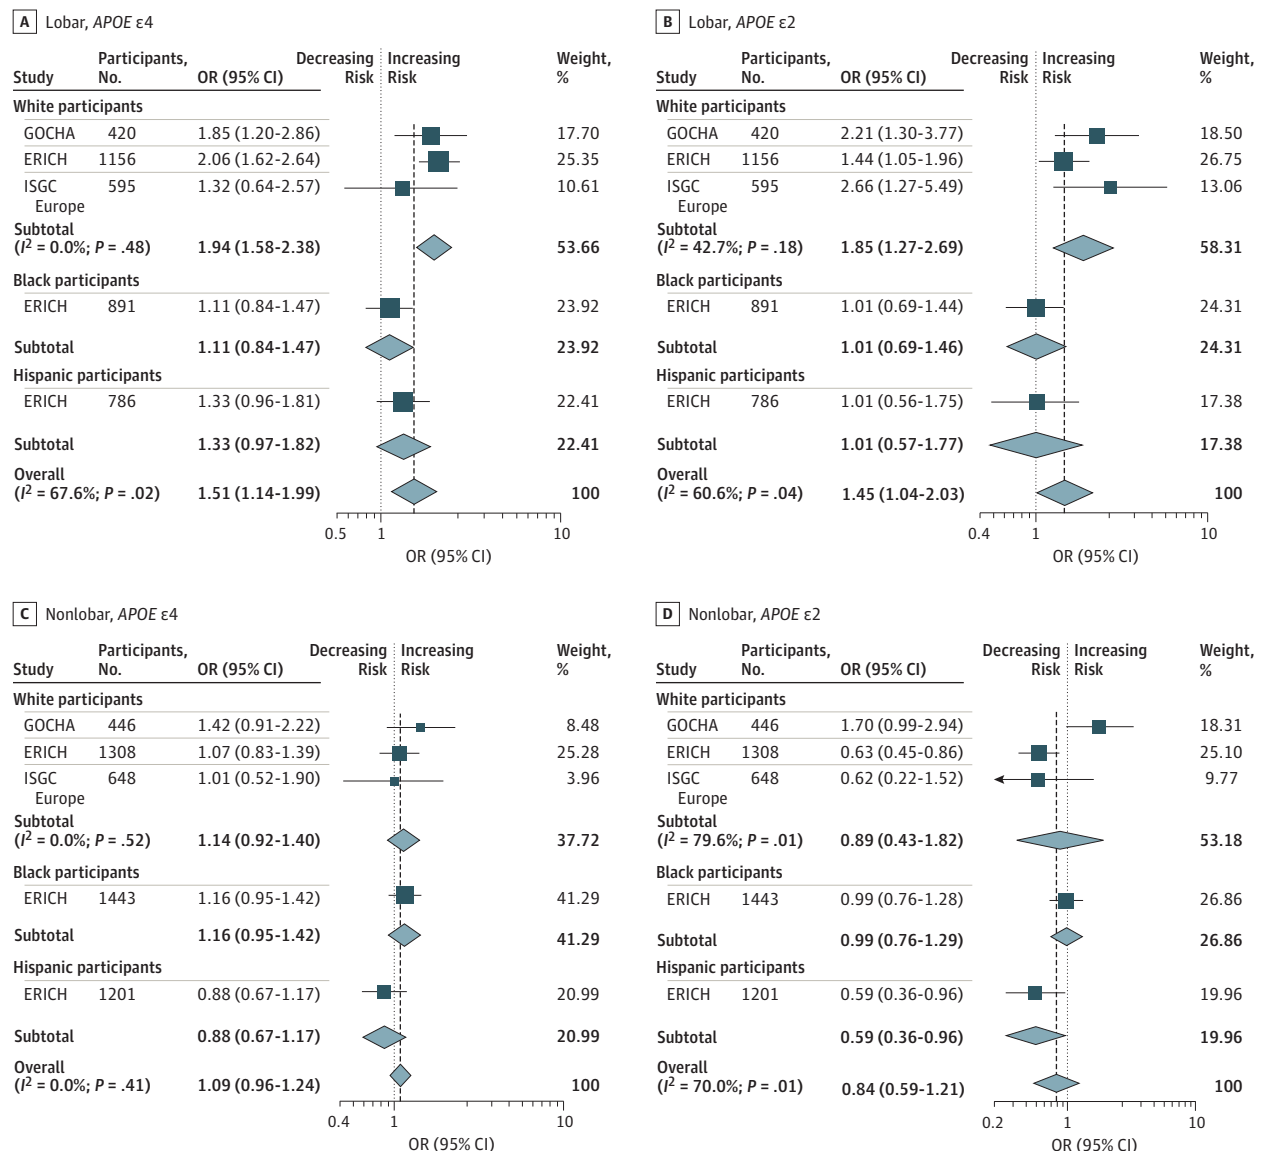 A Lobar, APOE ε4
Participants, Decreasing Increasing Weight,
Study No. OR (95% CI) Risk Risk %
White participants
GOCHA 420 1.85 (1.20-2.86) 17.70
ERICH 1156 2.06 (1.62-2.64) 25.35
ISGC 595 1.32 (0.64-2.57) 10.61
Europe
Subtotal
(I2 = 0.0%; P = .48) 1.94 (1.58-2.38) 53.66
Black participants
ERICH 891 1.11 (0.84-1.47) 23.92
Subtotal 1.11 (0.84-1.47) 23.92
Hispanic participants
ERICH 786 1.33 (0.96-1.81) 22.41
Subtotal 1.33 (0.97-1.82) 22.41
Overall
(I2 = 67.6%; P = .02) 1.51 (1.14-1.99) 100
0.5 1 10
OR (95% CI)
B Lobar, APOE ε2
Participants, Decreasing Increasing Weight,
Study No. OR (95% CI) Risk Risk %
White participants
GOCHA 420 2.21 (1.30-3.77) 18.50
ERICH 1156 1.44 (1.05-1.96) 26.75
ISGC 595 2.66 (1.27-5.49) 13.06
Europe
Subtotal
(I2 = 42.7%; P = .18) 1.85 (1.27-2.69) 58.31
Black participants
ERICH 891 1.01 (0.69-1.44) 24.31
Subtotal 1.01 (0.69-1.46) 24.31
Hispanic participants
ERICH 786 1.01 (0.56-1.75) 17.38
Subtotal 1.01 (0.57-1.77) 17.38
Overall
(I2 = 60.6%; P = .04) 1.45 (1.04-2.03) 100
0.4 1 10
OR (95% CI)
C Nonlobar, APOE ε4
Participants, Decreasing Increasing Weight,
Study No. OR (95% CI) Risk Risk %
White participants
GOCHA 446 1.42 (0.91-2.22) 8.48
ERICH 1308 1.07 (0.83-1.39) 25.28
ISGC 648 1.01 (0.52-1.90) 3.96
Europe
Subtotal
(I2 = 0.0%; P = .52) 1.14 (0.92-1.40) 37.72
Black participants
ERICH 1443 1.16 (0.95-1.42) 41.29
Subtotal 1.16 (0.95-1.42) 41.29
Hispanic participants
ERICH 1201 0.88 (0.67-1.17) 20.99
Subtotal 0.88 (0.67-1.17) 20.99
Overall
(I2 = 0.0%; P = .41) 1.09 (0.96-1.24) 100
0.4 1 10
OR (95% CI)
D Nonlobar, APOE ε2
Participants, Decreasing Increasing Weight,
Study No. OR (95% CI) Risk Risk %
White participants
GOCHA 446 1.70 (0.99-2.94) 18.31
ERICH 1308 0.63 (0.45-0.86) 25.10
ISGC 648 0.62 (0.22-1.52) 9.77
Europe
Subtotal
(I2 = 79.6%; P = .01) 0.89 (0.43-1.82) 53.18
Black participants
ERICH 1443 0.99 (0.76-1.28) 26.86
Subtotal 0.99 (0.76-1.29) 26.86
Hispanic participants
ERICH 1201 0.59 (0.36-0.96) 19.96
Subtotal 0.59 (0.36-0.96) 19.96
Overall
(I2 = 70.0%; P = .01) 0.84 (0.59-1.21) 100
0.2 1 10
OR (95% CI)